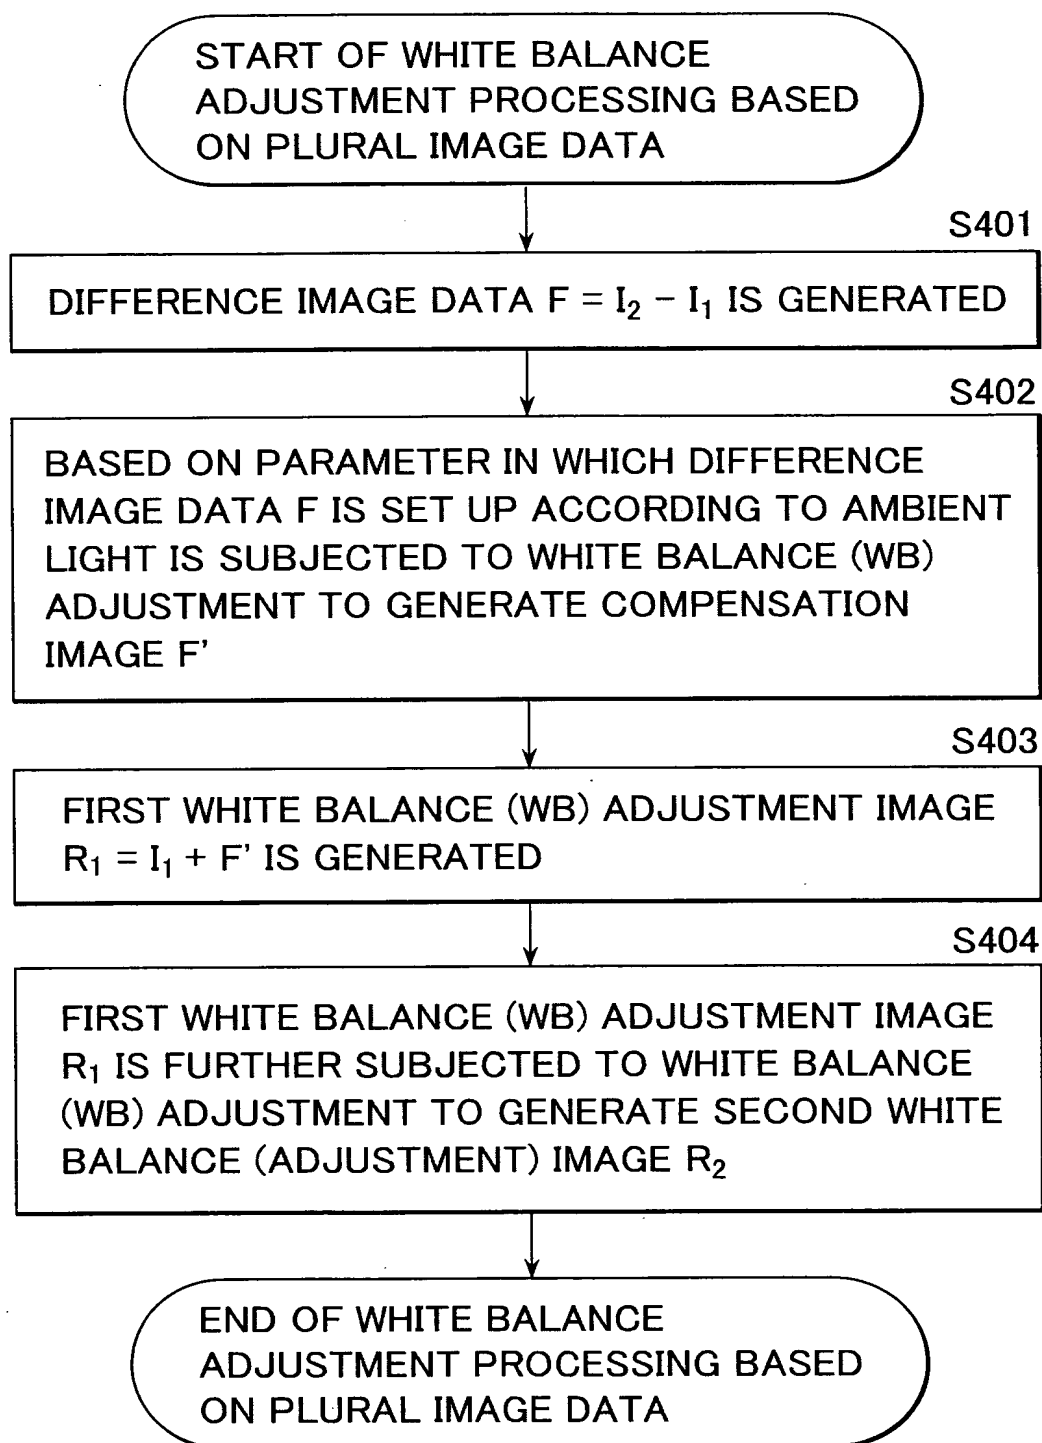 START OF WHITE BALANCE
ADJUSTMENT PROCESSING BASED
ON PLURAL IMAGE DATA
S401
DIFFERENCE IMAGE DATA F = I₂ − I₁ IS GENERATED
S402
BASED ON PARAMETER IN WHICH DIFFERENCE
IMAGE DATA F IS SET UP ACCORDING TO AMBIENT
LIGHT IS SUBJECTED TO WHITE BALANCE (WB)
ADJUSTMENT TO GENERATE COMPENSATION
IMAGE F'
S403
FIRST WHITE BALANCE (WB) ADJUSTMENT IMAGE
R₁ = I₁ + F' IS GENERATED
S404
FIRST WHITE BALANCE (WB) ADJUSTMENT IMAGE
R₁ IS FURTHER SUBJECTED TO WHITE BALANCE
(WB) ADJUSTMENT TO GENERATE SECOND WHITE
BALANCE (ADJUSTMENT) IMAGE R₂
END OF WHITE BALANCE
ADJUSTMENT PROCESSING BASED
ON PLURAL IMAGE DATA